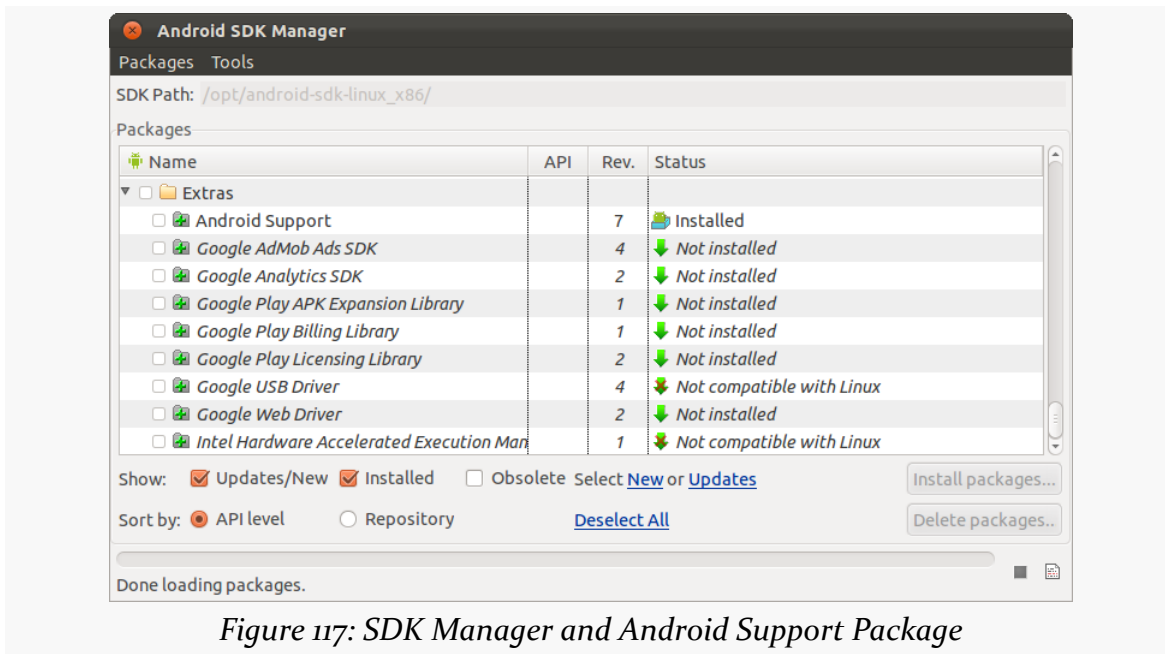 Android SDK Manager
Packages Tools
SDK Path: /opt/android-sdk-linux_x86/
Packages
Name API Rev. Status
Extras
Android Support 7 Installed
Google AdMob Ads SDK 4 Not installed
Google Analytics SDK 2 Not installed
Google Play APK Expansion Library 1 Not installed
Google Play Billing Library 1 Not installed
Google Play Licensing Library 2 Not installed
Google USB Driver 4 Not compatible with Linux
Google Web Driver 2 Not installed
Intel Hardware Accelerated Execution Man 1 Not compatible with Linux
Show: Updates/New Installed Obsolete Select New or Updates Install packages...
Sort by: API level Repository Deselect All Delete packages..
Done loading packages.
Figure 117: SDK Manager and Android Support Package